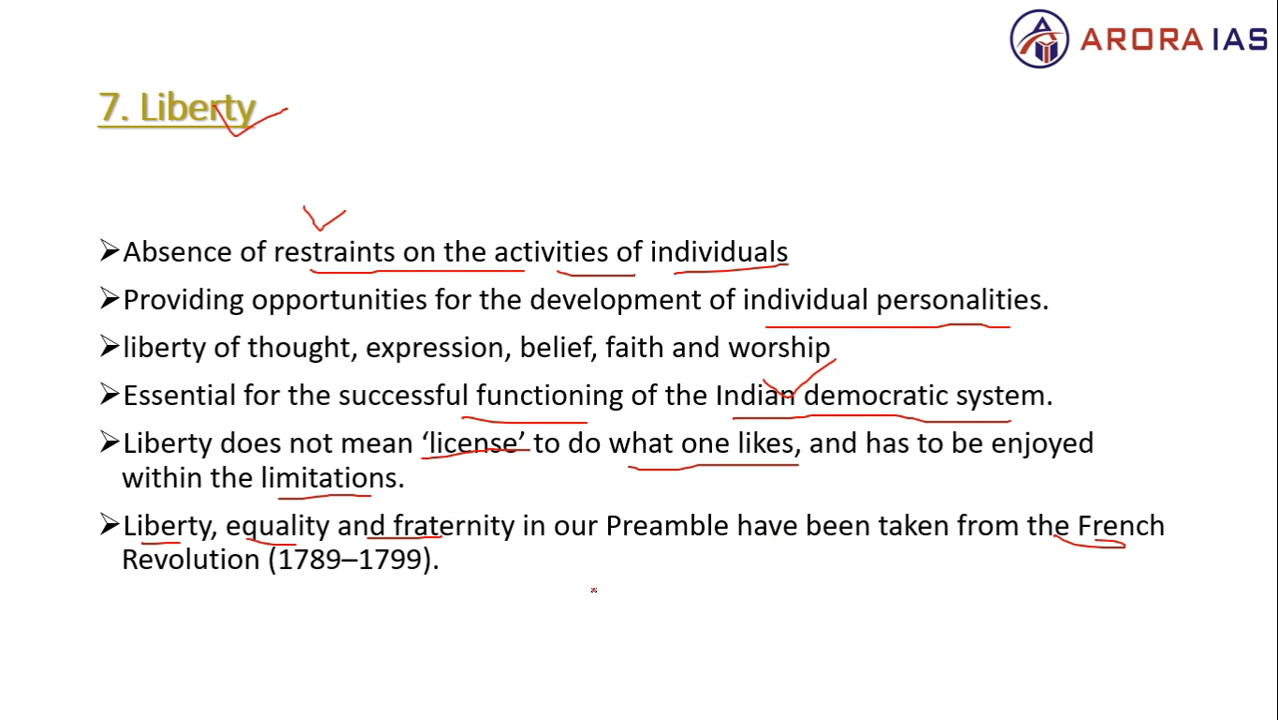 ARORA IAS
7. Liberty
➢Absence of restraints on the activities of individuals
➢Providing opportunities for the development of individual personalities.
➢liberty of thought, expression, belief, faith and worship
➢Essential for the successful functioning of the Indian democratic system.
➢Liberty does not mean ‘license’ to do what one likes, and has to be enjoyed
within the limitations.
➢Liberty, equality and fraternity in our Preamble have been taken from the French
Revolution (1789–1799).